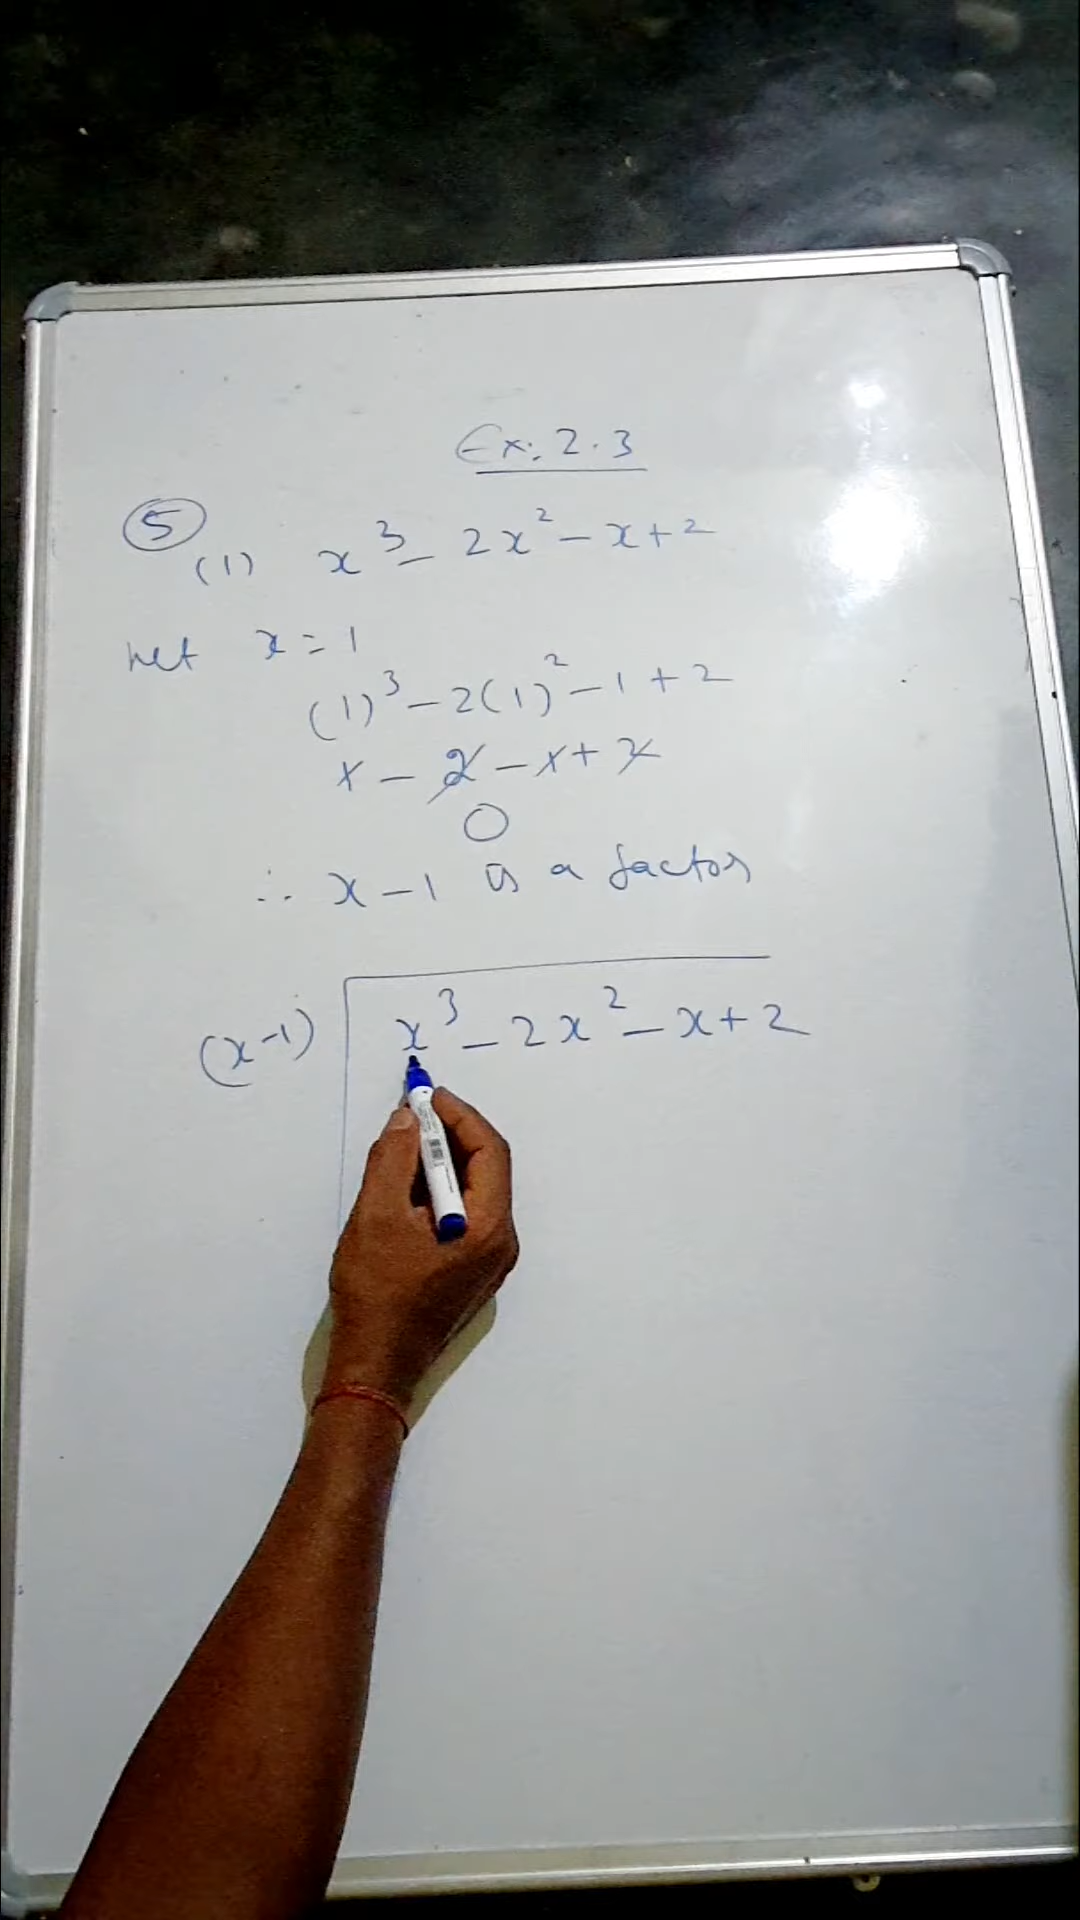 Ex. 2.3
5
(1) x³ - 2x² - x + 2
Let x = 1
(1)³ - 2(1)² - 1 + 2
1 - 2 - 1 + 2
0
∴ x - 1 is a factor
(x-1) x³ - 2x² - x + 2